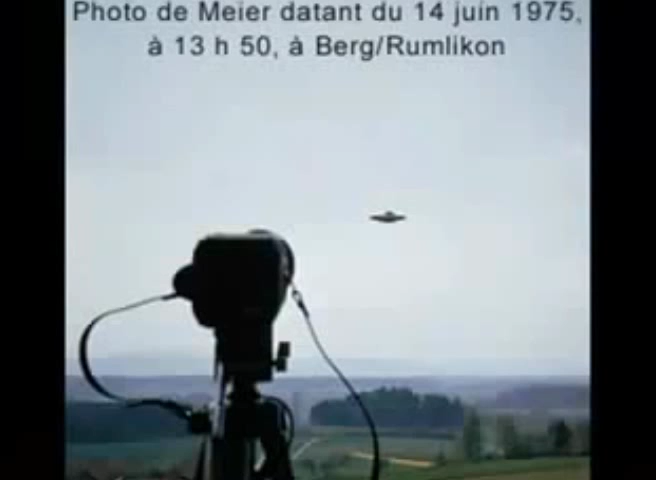 Photo de Meier datant du 14 juin 1975,
à 13 h 50, à Berg/Rumlikon